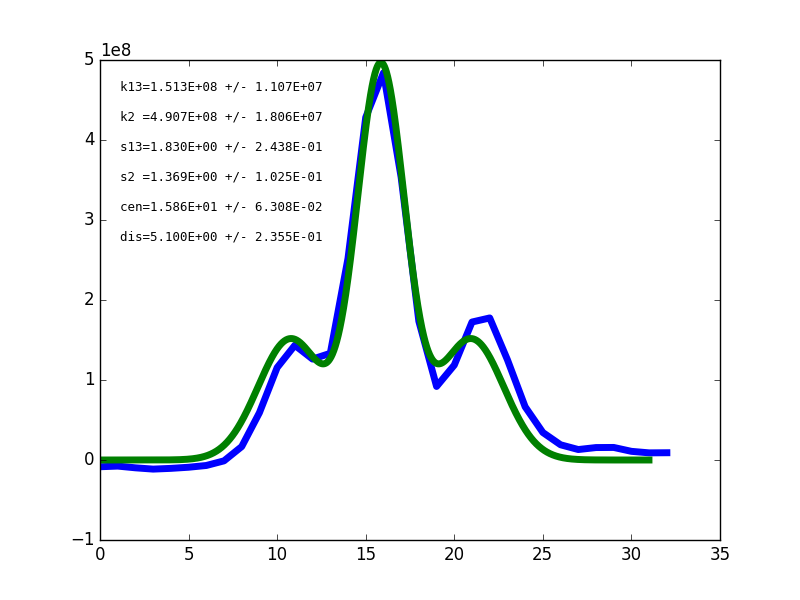 1e8
5
k13=1.513E+08 +/- 1.107E+07
k2 =4.907E+08 +/- 1.806E+07
4
s13=1.830E+00 +/- 2.438E-01
s2 =1.369E+00 +/- 1.025E-01
3
cen=1.586E+01 +/- 6.308E-02
dis=5.100E+00 +/- 2.355E-01
2
1
0
−1
0 5 10 15 20 25 30 35